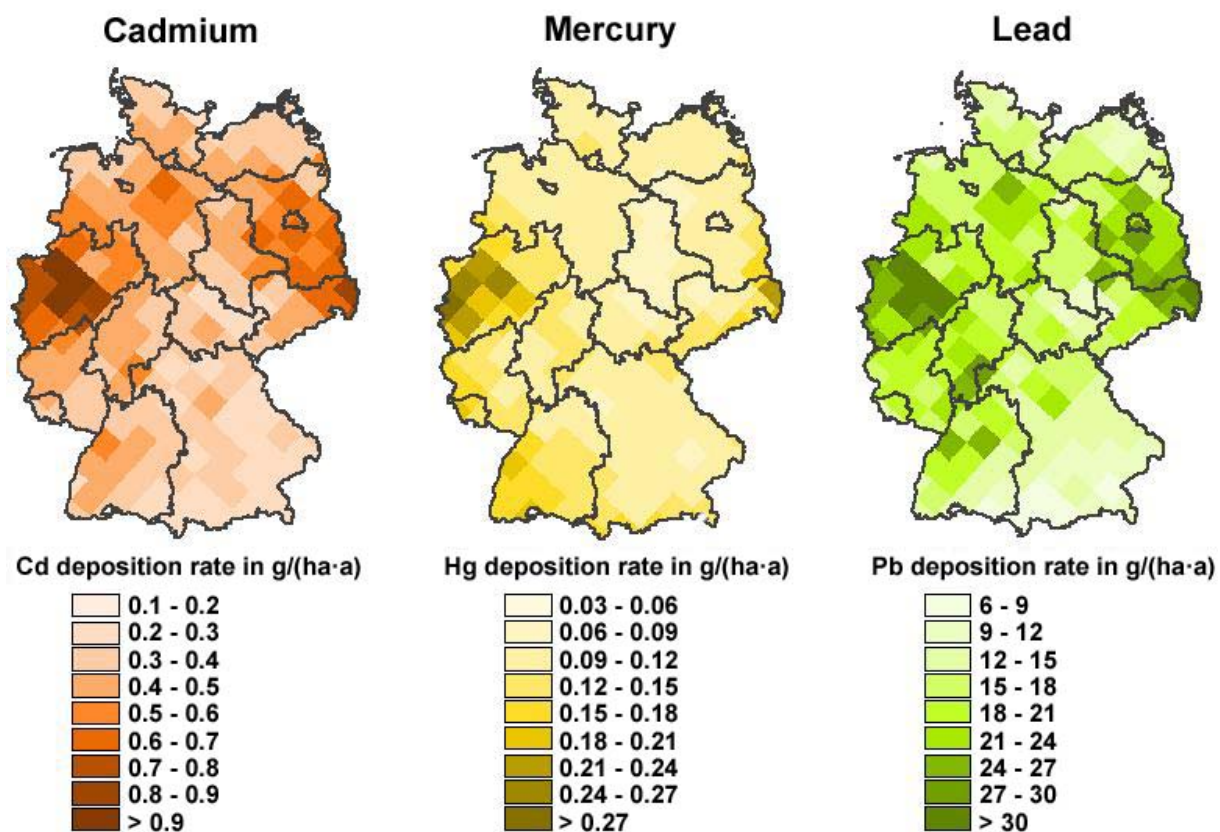 Cadmium
Mercury
Lead
Cd deposition rate in g/(ha·a)
0.1 - 0.2
0.2 - 0.3
0.3 - 0.4
0.4 - 0.5
0.5 - 0.6
0.6 - 0.7
0.7 - 0.8
0.8 - 0.9
> 0.9
Hg deposition rate in g/(ha·a)
0.03 - 0.06
0.06 - 0.09
0.09 - 0.12
0.12 - 0.15
0.15 - 0.18
0.18 - 0.21
0.21 - 0.24
0.24 - 0.27
> 0.27
Pb deposition rate in g/(ha·a)
6 - 9
9 - 12
12 - 15
15 - 18
18 - 21
21 - 24
24 - 27
27 - 30
> 30